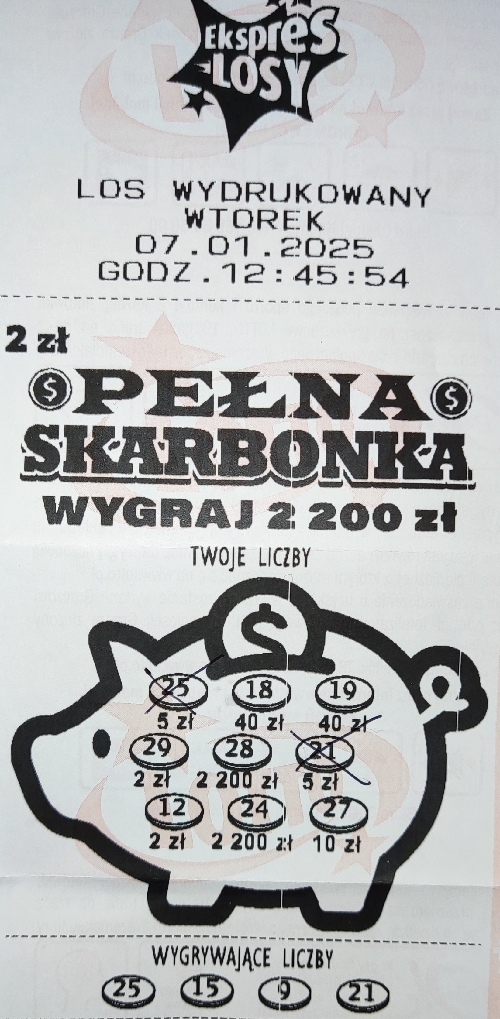 Ekspres
LOSY
LOS WYDRUKOWANY
WTOREK
07.01.2025
GODZ.12:45:54
2 zł
$ PEŁNA $
SKARBONKA
WYGRAJ 2 200 zł
TWOJE LICZBY
$
25 18 19
5 zł 40 zł 40 zł
29 28 21
2 zł 2 200 zł 5 zł
12 24 27
2 zł 2 200 zł 10 zł
WYGRYWAJĄCE LICZBY
25 15 9 21